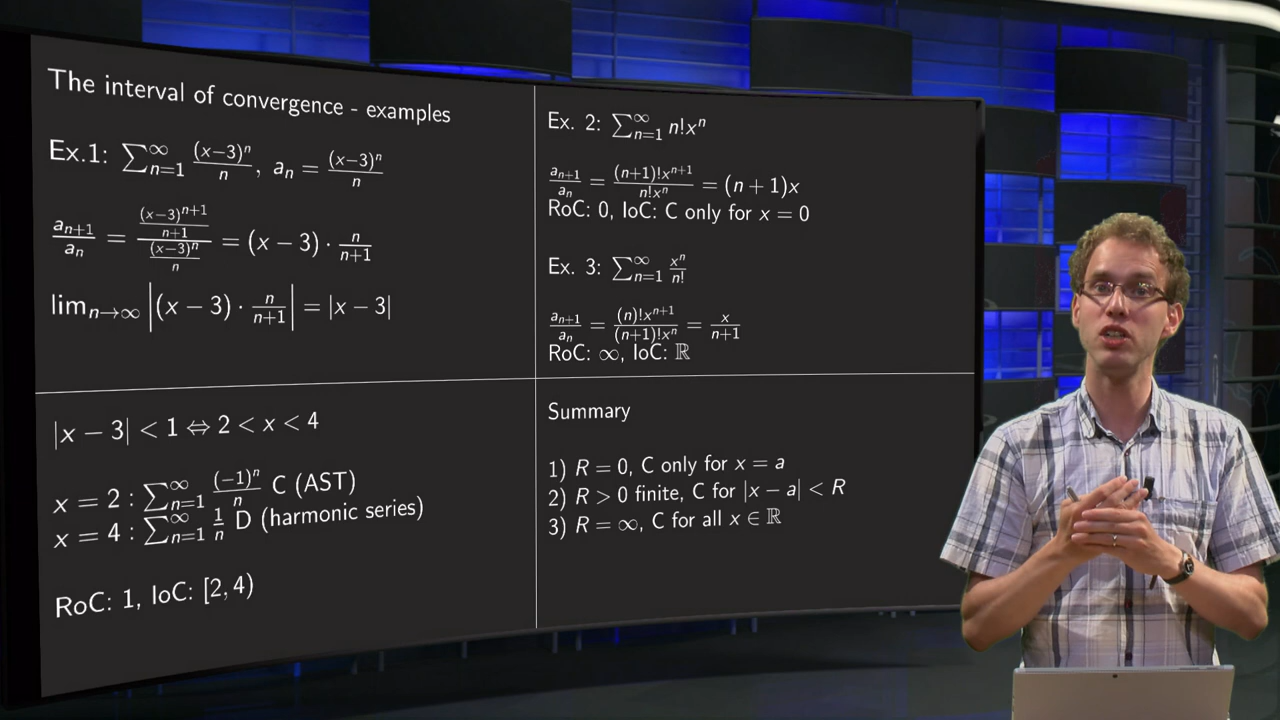 The interval of convergence - examples
Ex.1: ∑_{n=1}^{∞} (x−3)^n/n, a_n = (x−3)^n/n
a_{n+1}/a_n = ((x−3)^{n+1}/(n+1))/((x−3)^n/n) = (x − 3) · n/(n+1)
lim_{n→∞} |(x − 3) · n/(n+1)| = |x − 3|
Ex. 2: ∑_{n=1}^{∞} n!x^n
a_{n+1}/a_n = (n+1)!x^{n+1}/(n!x^n) = (n + 1)x
RoC: 0, IoC: C only for x = 0
Ex. 3: ∑_{n=1}^{∞} x^n/n!
a_{n+1}/a_n = (n)!x^{n+1}/((n+1)!x^n) = x/(n+1)
RoC: ∞, IoC: ℝ
|x − 3| < 1 ⇔ 2 < x < 4
x = 2 : ∑_{n=1}^{∞} (−1)^n/n C (AST)
x = 4 : ∑_{n=1}^{∞} 1/n D (harmonic series)
RoC: 1, IoC: [2, 4)
Summary
1) R = 0, C only for x = a
2) R > 0 finite, C for |x − a| < R
3) R = ∞, C for all x ∈ ℝ